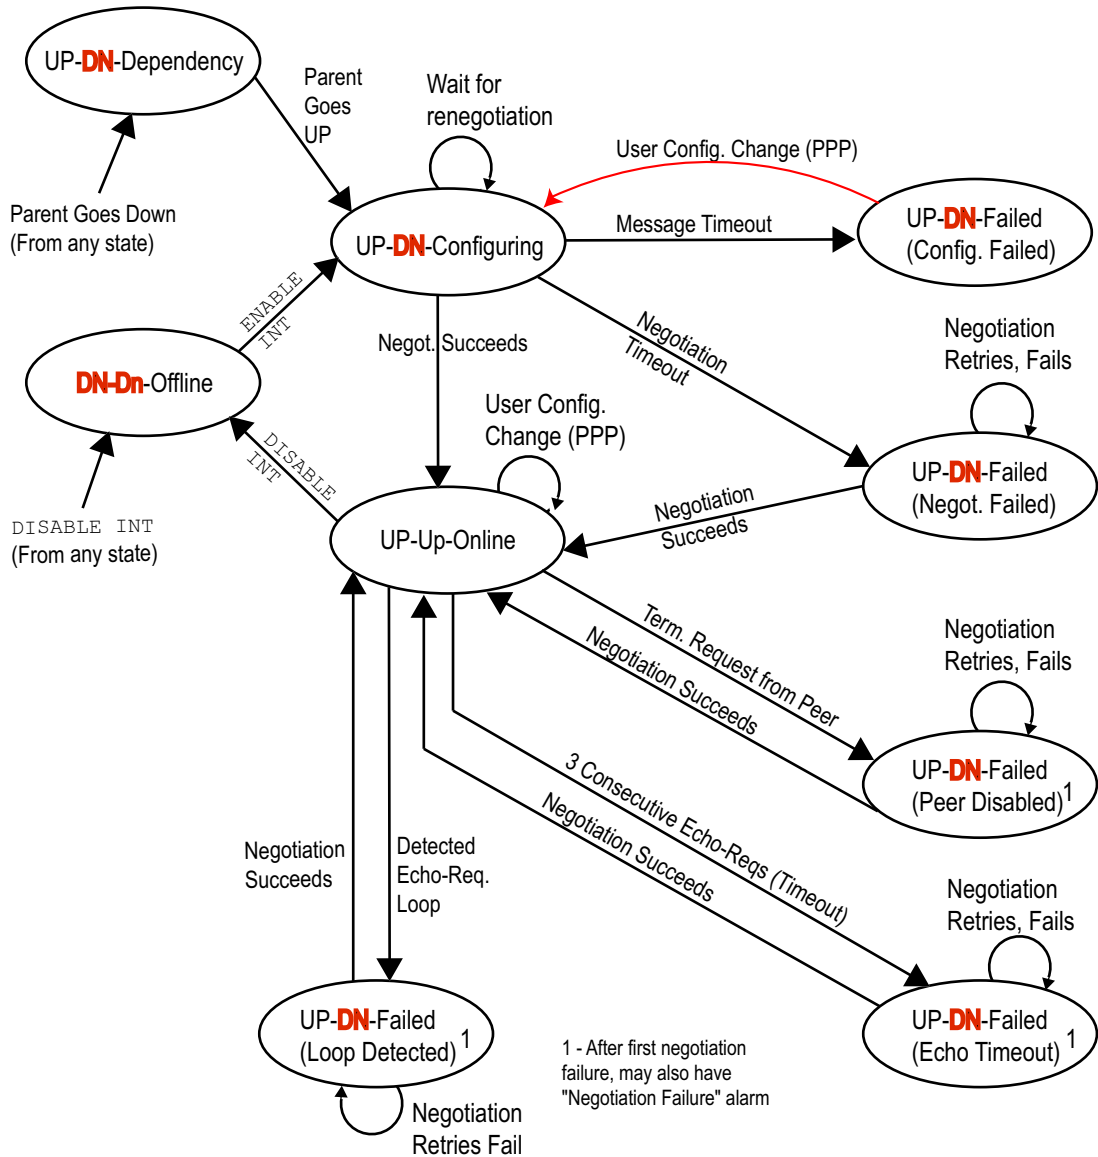 UP-DN-Dependency
Parent
Goes
UP
Wait for
renegotiation
User Config. Change (PPP)
Parent Goes Down
(From any state)
UP-DN-Configuring
Message Timeout
UP-DN-Failed
(Config. Failed)
ENABLE
INT
Negot. Succeeds
Negotiation
Timeout
Negotiation
Retries, Fails
DN-Dn-Offline
User Config.
Change (PPP)
DISABLE
INT
UP-DN-Failed
(Negot. Failed)
Negotiation
Succeeds
DISABLE INT
(From any state)
UP-Up-Online
Term. Request from Peer
Negotiation Succeeds
Negotiation
Retries, Fails
UP-DN-Failed
(Peer Disabled) 1
3 Consecutive Echo-Reqs (Timeout)
Negotiation Succeeds
Negotiation
Succeeds
Detected
Echo-Req.
Loop
Negotiation
Retries, Fails
UP-DN-Failed
(Loop Detected) 1
UP-DN-Failed
(Echo Timeout) 1
1 - After first negotiation
failure, may also have
"Negotiation Failure" alarm
Negotiation
Retries Fail